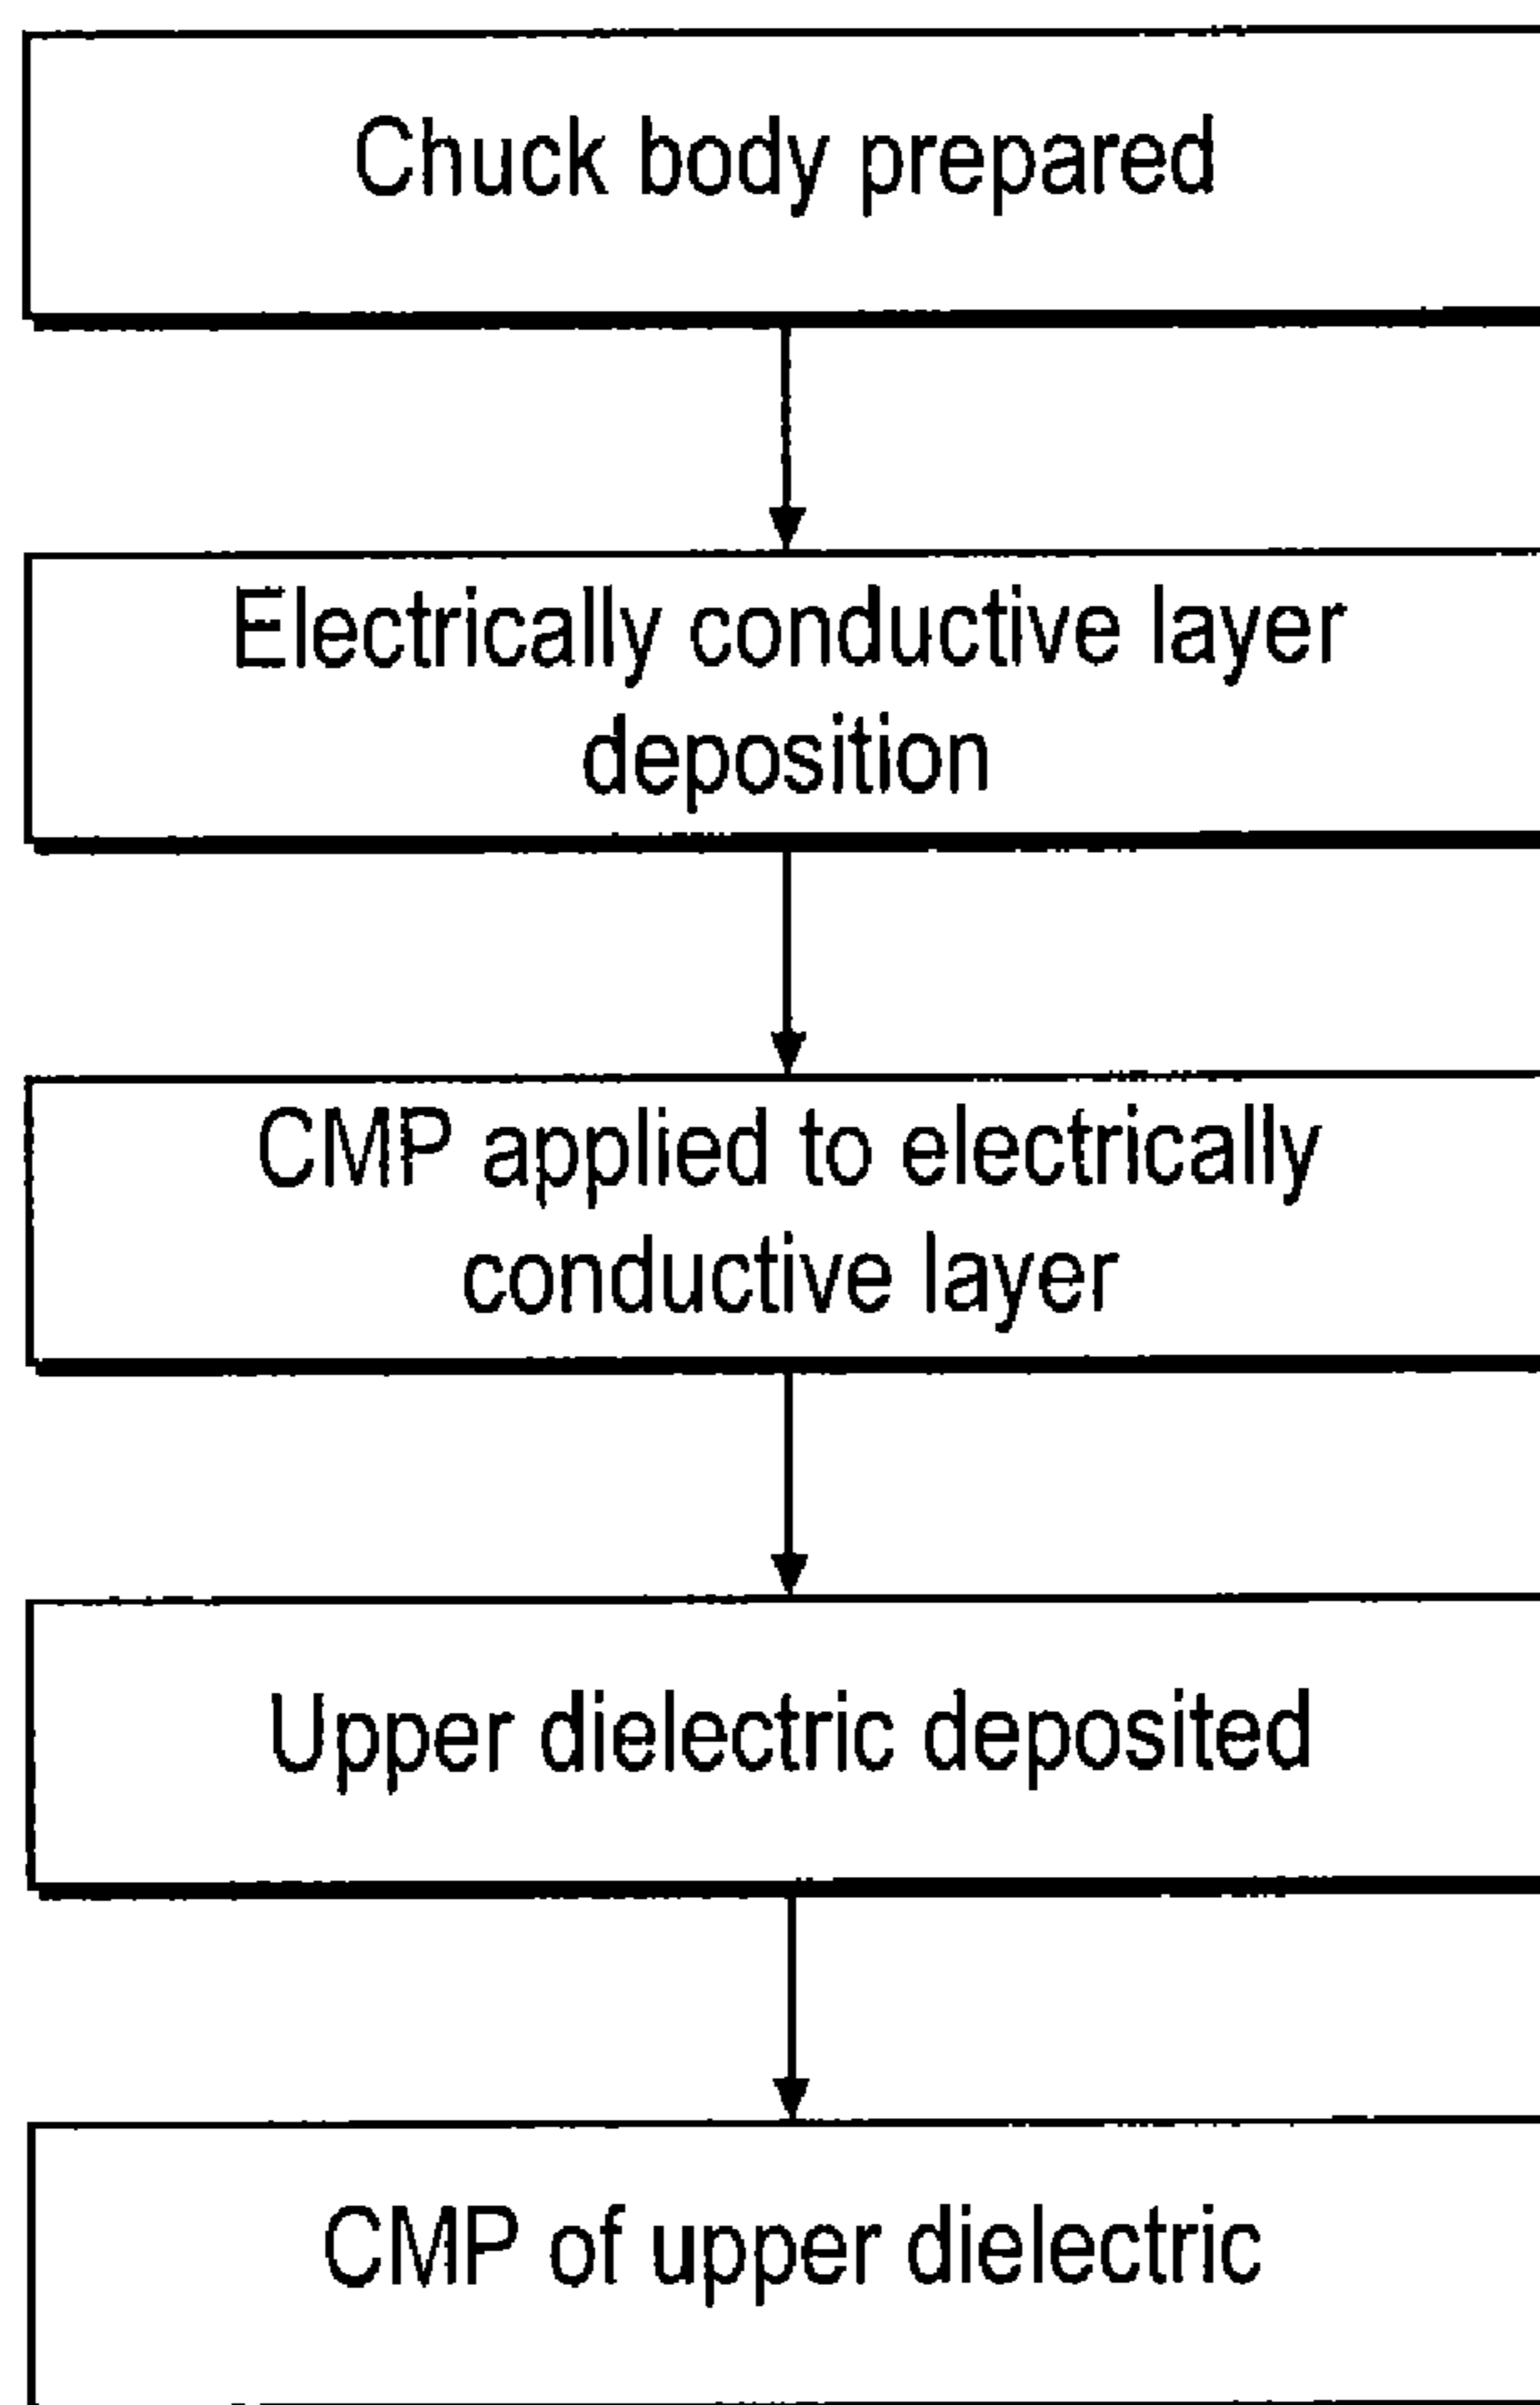 Chuck body prepared
Electrically conductive layer
deposition
CMP applied to electrically
conductive layer
Upper dielectric deposited
CMP of upper dielectric